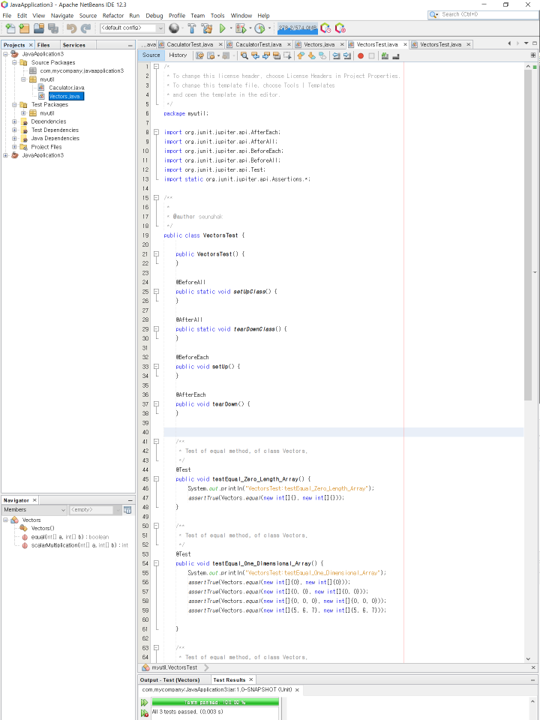 JavaApplication3 - Apache NetBeans IDE 12.3
File Edit View Navigate Source Refactor Run Debug Profile Team Tools Window Help
Search (Ctrl+I)
<default config>
Projects Files Services
JavaApplication3
Source Packages
com.mycompany.javaapplication3
myutil
Caculator.java
Vectors.java
Test Packages
myutil
Dependencies
Test Dependencies
Java Dependencies
Project Files
JavaApplication3
Navigator
Members <empty>
Vectors
Vectors()
equal(int[] a, int[] b) : boolean
scalarMultiplication(int[] a, int[] b) : int
...ava CaculatorTest.java CaculatorTest.java Vectors.java VectorsTest.java VectorsTest.java
Source History
1 /*
2 * To change this license header, choose License Headers in Project Properties.
3 * To change this template file, choose Tools | Templates
4 * and open the template in the editor.
5 */
6 package myutil;
7
8 import org.junit.jupiter.api.AfterEach;
9 import org.junit.jupiter.api.AfterAll;
10 import org.junit.jupiter.api.BeforeEach;
11 import org.junit.jupiter.api.BeforeAll;
12 import org.junit.jupiter.api.Test;
13 import static org.junit.jupiter.api.Assertions.*;
14
15 /**
16 *
17 * @author
18 */
19 public class VectorsTest {
20
21 public VectorsTest() {
22 }
23
24 @BeforeAll
25 public static void setUpClass() {
26 }
27
28 @AfterAll
29 public static void tearDownClass() {
30 }
31
32 @BeforeEach
33 public void setUp() {
34 }
35
36 @AfterEach
37 public void tearDown() {
38 }
39
40
41 /**
42 * Test of equal method, of class Vectors.
43 */
44 @Test
45 public void testEqual_Zero_Length_Array() {
46 System.out.println("VectorsTest:testEqual_Zero_Length_Array");
47 assertTrue(Vectors.equal(new int[]{}, new int[]{}));
48 }
49
50 /**
51 * Test of equal method, of class Vectors.
52 */
53 @Test
54 public void testEqual_One_Dimensional_Array() {
55 System.out.println("VectorsTest:testEqual_One_Dimensional_Array");
56 assertTrue(Vectors.equal(new int[]{0}, new int[]{0}));
57 assertTrue(Vectors.equal(new int[]{0, 0}, new int[]{0, 0}));
58 assertTrue(Vectors.equal(new int[]{0, 0, 0}, new int[]{0, 0, 0}));
59 assertTrue(Vectors.equal(new int[]{5, 6, 7}, new int[]{5, 6, 7}));
60
61 }
62
63 /**
64 * Test of equal method, of class Vectors.
myutil.VectorsTest
Output - Test (Vectors) Test Results
com.mycompany:JavaApplication3:jar:1.0-SNAPSHOT (Unit)
All 3 tests passed. (0.003 s)